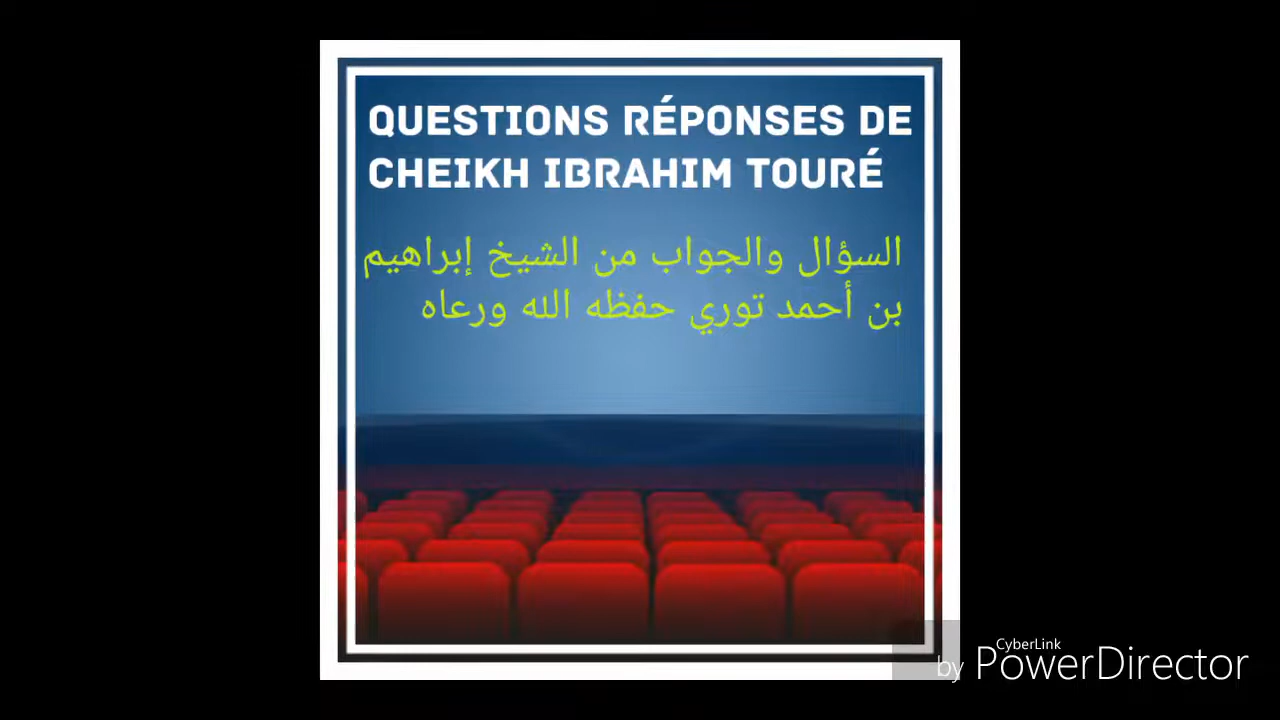 QUESTIONS RÉPONSES DE
CHEIKH IBRAHIM TOURÉ
السؤال والجواب من الشيخ إبراهيم
بن أحمد توري حفظه الله ورعاه
CyberLink
by PowerDirector